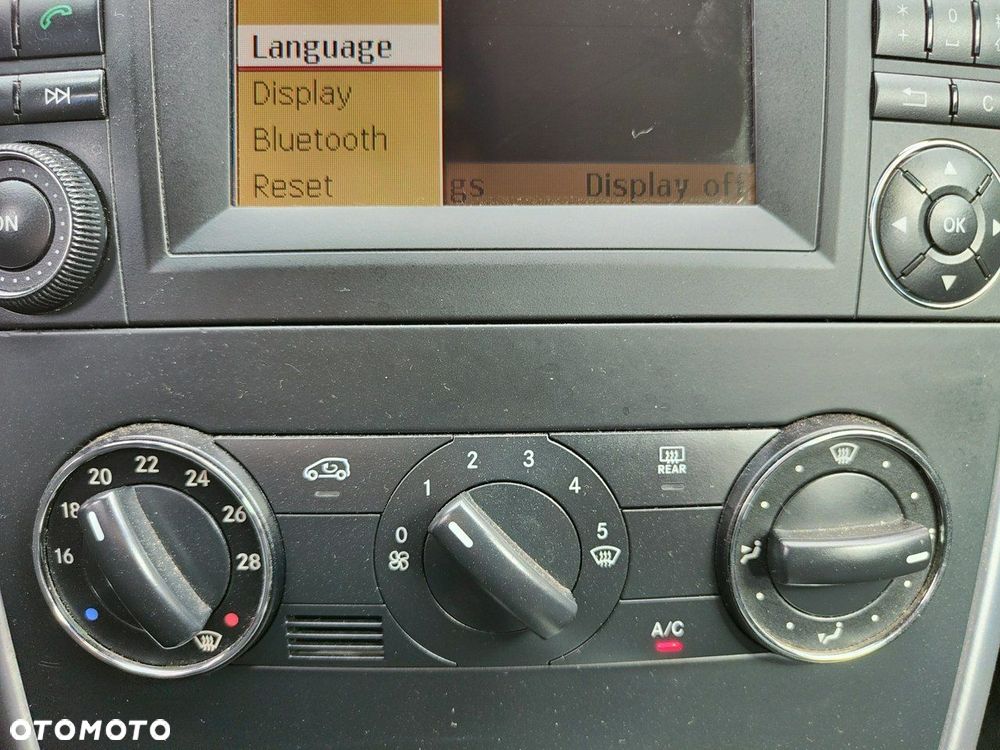 Language
Display
Bluetooth
Reset
gs
Display off
*
+
0
C
ON
OK
16
18
20
22
24
26
28
0
1
2
3
4
5
REAR
A/C
OTOMOTO